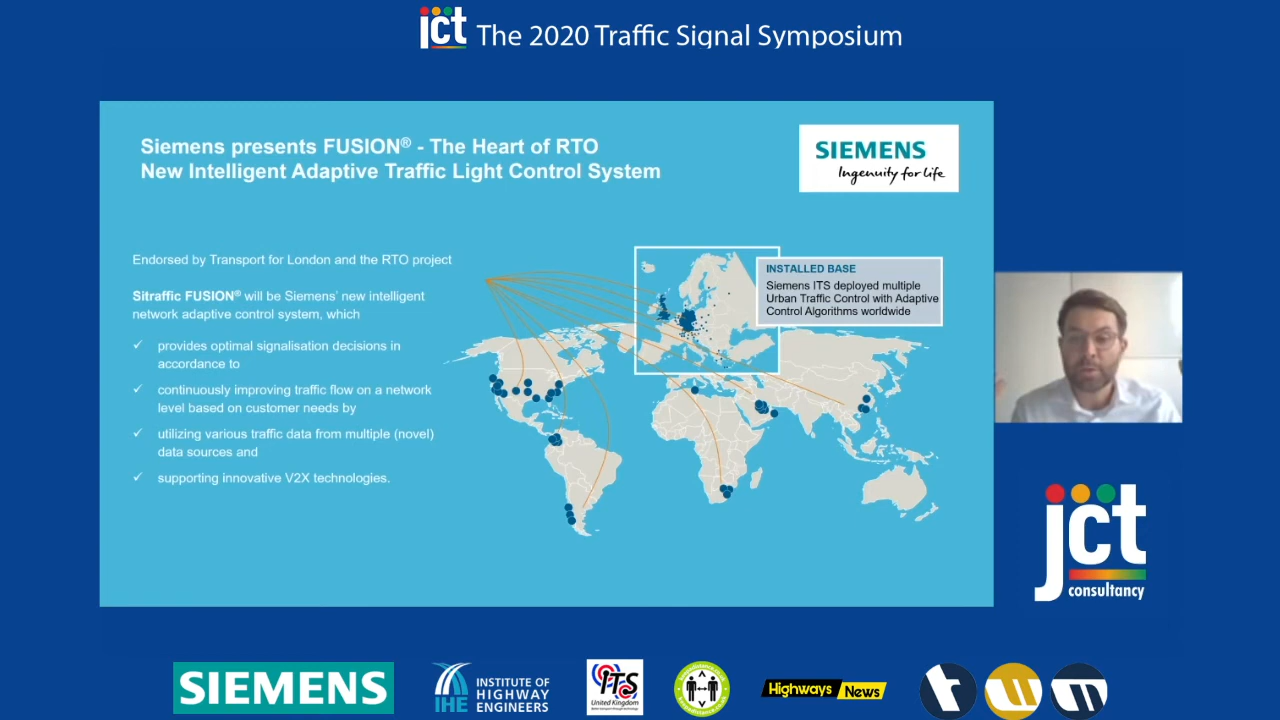 jct The 2020 Traffic Signal Symposium
Siemens presents FUSION® - The Heart of RTO
New Intelligent Adaptive Traffic Light Control System
SIEMENS
Ingenuity for life
Endorsed by Transport for London and the RTO project
Sitraffic FUSION® will be Siemens' new intelligent
network adaptive control system, which
✓ provides optimal signalisation decisions in
accordance to
✓ continuously improving traffic flow on a network
level based on customer needs by
✓ utilizing various traffic data from multiple (novel)
data sources and
✓ supporting innovative V2X technologies.
INSTALLED BASE
Siemens ITS deployed multiple
Urban Traffic Control with Adaptive
Control Algorithms worldwide
jct
consultancy
SIEMENS
IHE
INSTITUTE OF
HIGHWAY
ENGINEERS
ITS
United Kingdom
Highways News